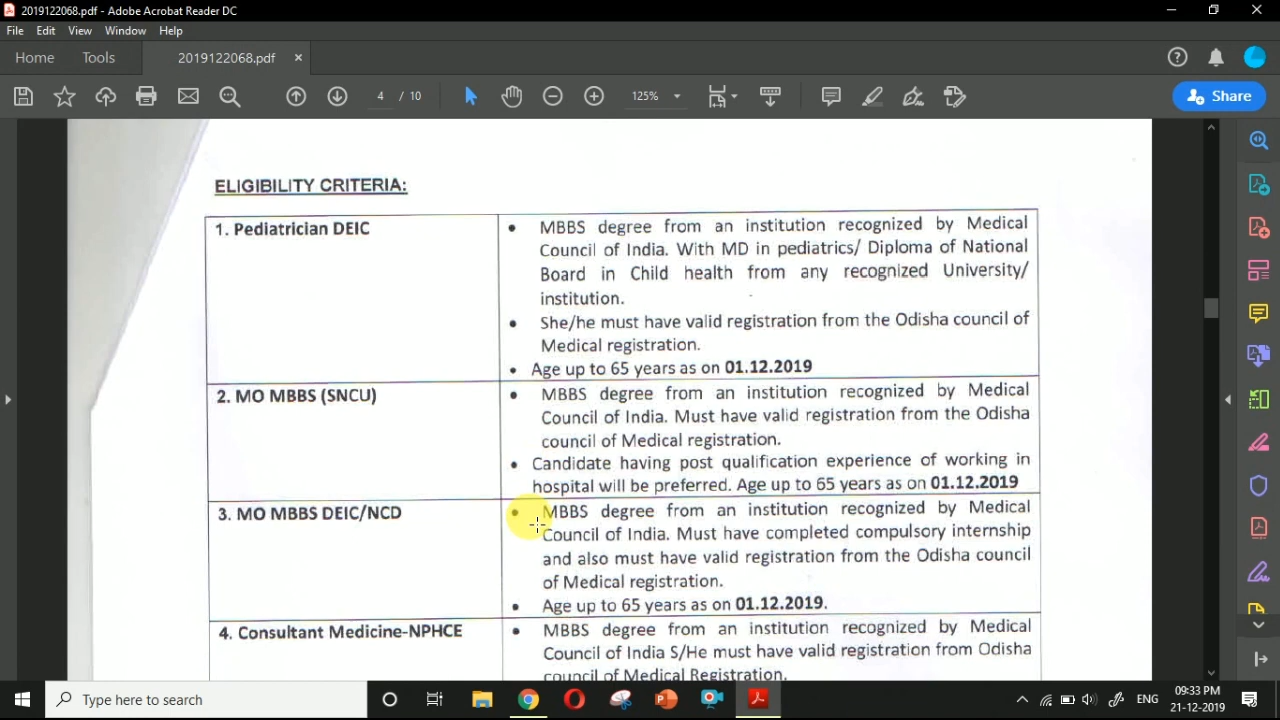 2019122068.pdf - Adobe Acrobat Reader DC
File Edit View Window Help
Home Tools 2019122068.pdf ×
4 / 10 125% Share
ELIGIBILITY CRITERIA:
1. Pediatrician DEIC
• MBBS degree from an institution recognized by Medical
Council of India. With MD in pediatrics/ Diploma of National
Board in Child health from any recognized University/
institution.
• She/he must have valid registration from the Odisha council of
Medical registration.
• Age up to 65 years as on 01.12.2019
2. MO MBBS (SNCU)
• MBBS degree from an institution recognized by Medical
Council of India. Must have valid registration from the Odisha
council of Medical registration.
• Candidate having post qualification experience of working in
hospital will be preferred. Age up to 65 years as on 01.12.2019
3. MO MBBS DEIC/NCD
• MBBS degree from an institution recognized by Medical
Council of India. Must have completed compulsory internship
and also must have valid registration from the Odisha council
of Medical registration.
• Age up to 65 years as on 01.12.2019.
4. Consultant Medicine-NPHCE
• MBBS degree from an institution recognized by Medical
Council of India S/He must have valid registration from Odisha
council of Medical Registration.
Type here to search
ENG
09:33 PM
21-12-2019